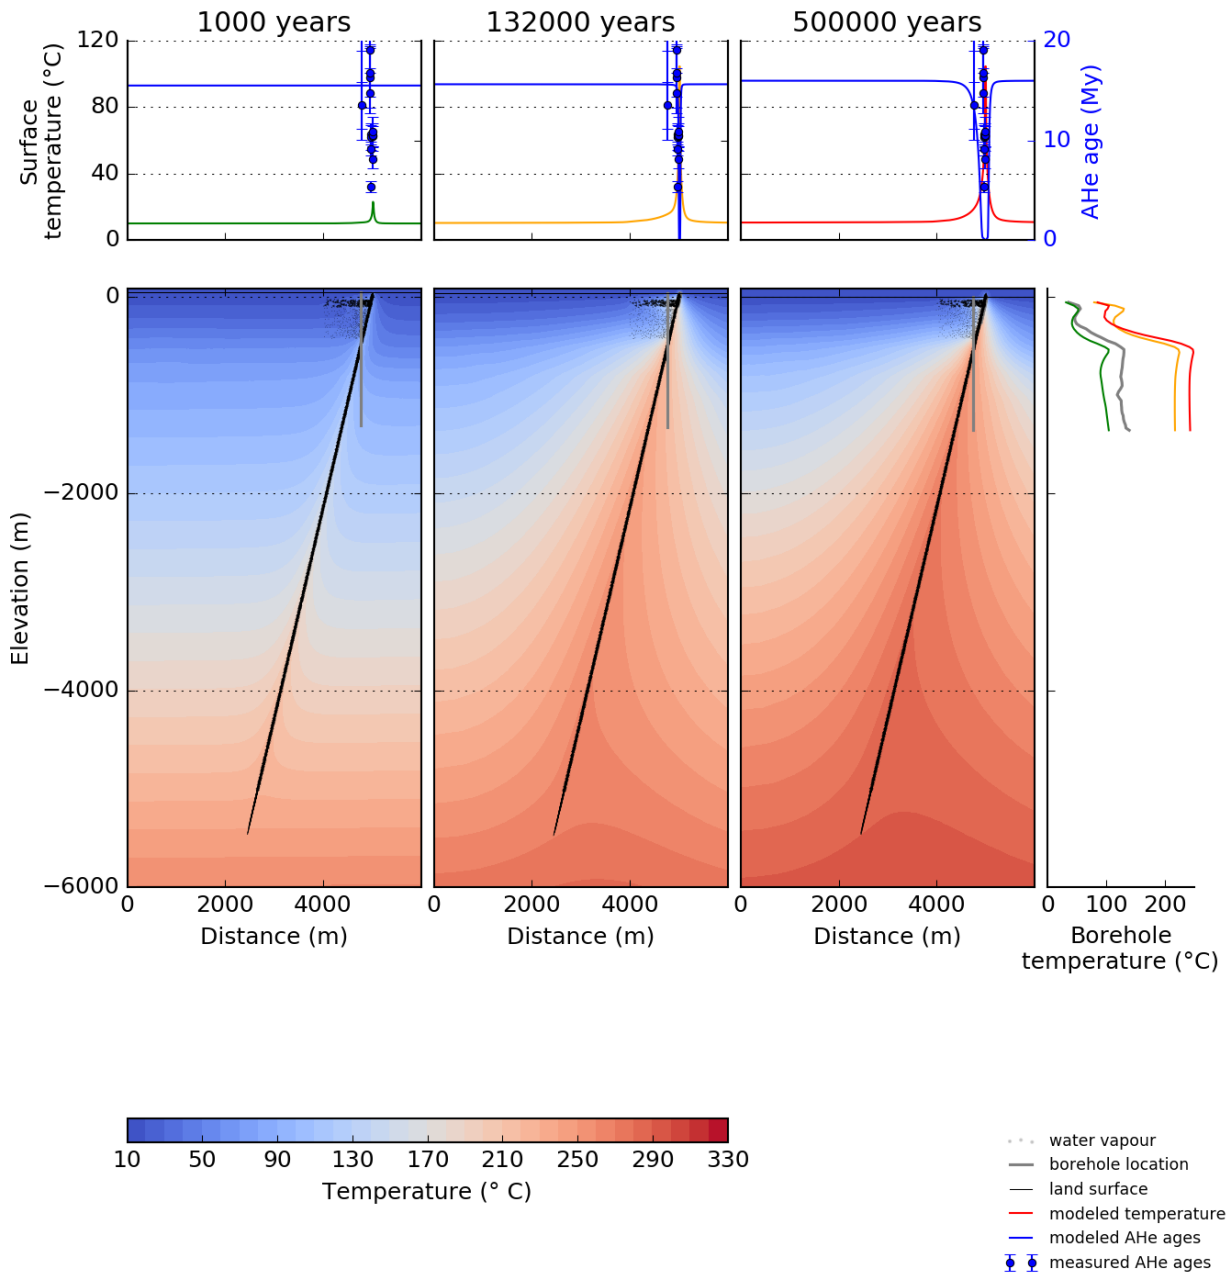 1000 years 132000 years 500000 years
120
80
40
0
Surface
temperature (°C)
20
10
0
AHe age (My)
0
−2000
−4000
−6000
Elevation (m)
0 2000 4000 0 2000 4000 0 2000 4000 0 100 200
Distance (m) Distance (m) Distance (m) Borehole
temperature (°C)
10 50 90 130 170 210 250 290 330
Temperature (° C)
water vapour
borehole location
land surface
modeled temperature
modeled AHe ages
measured AHe ages